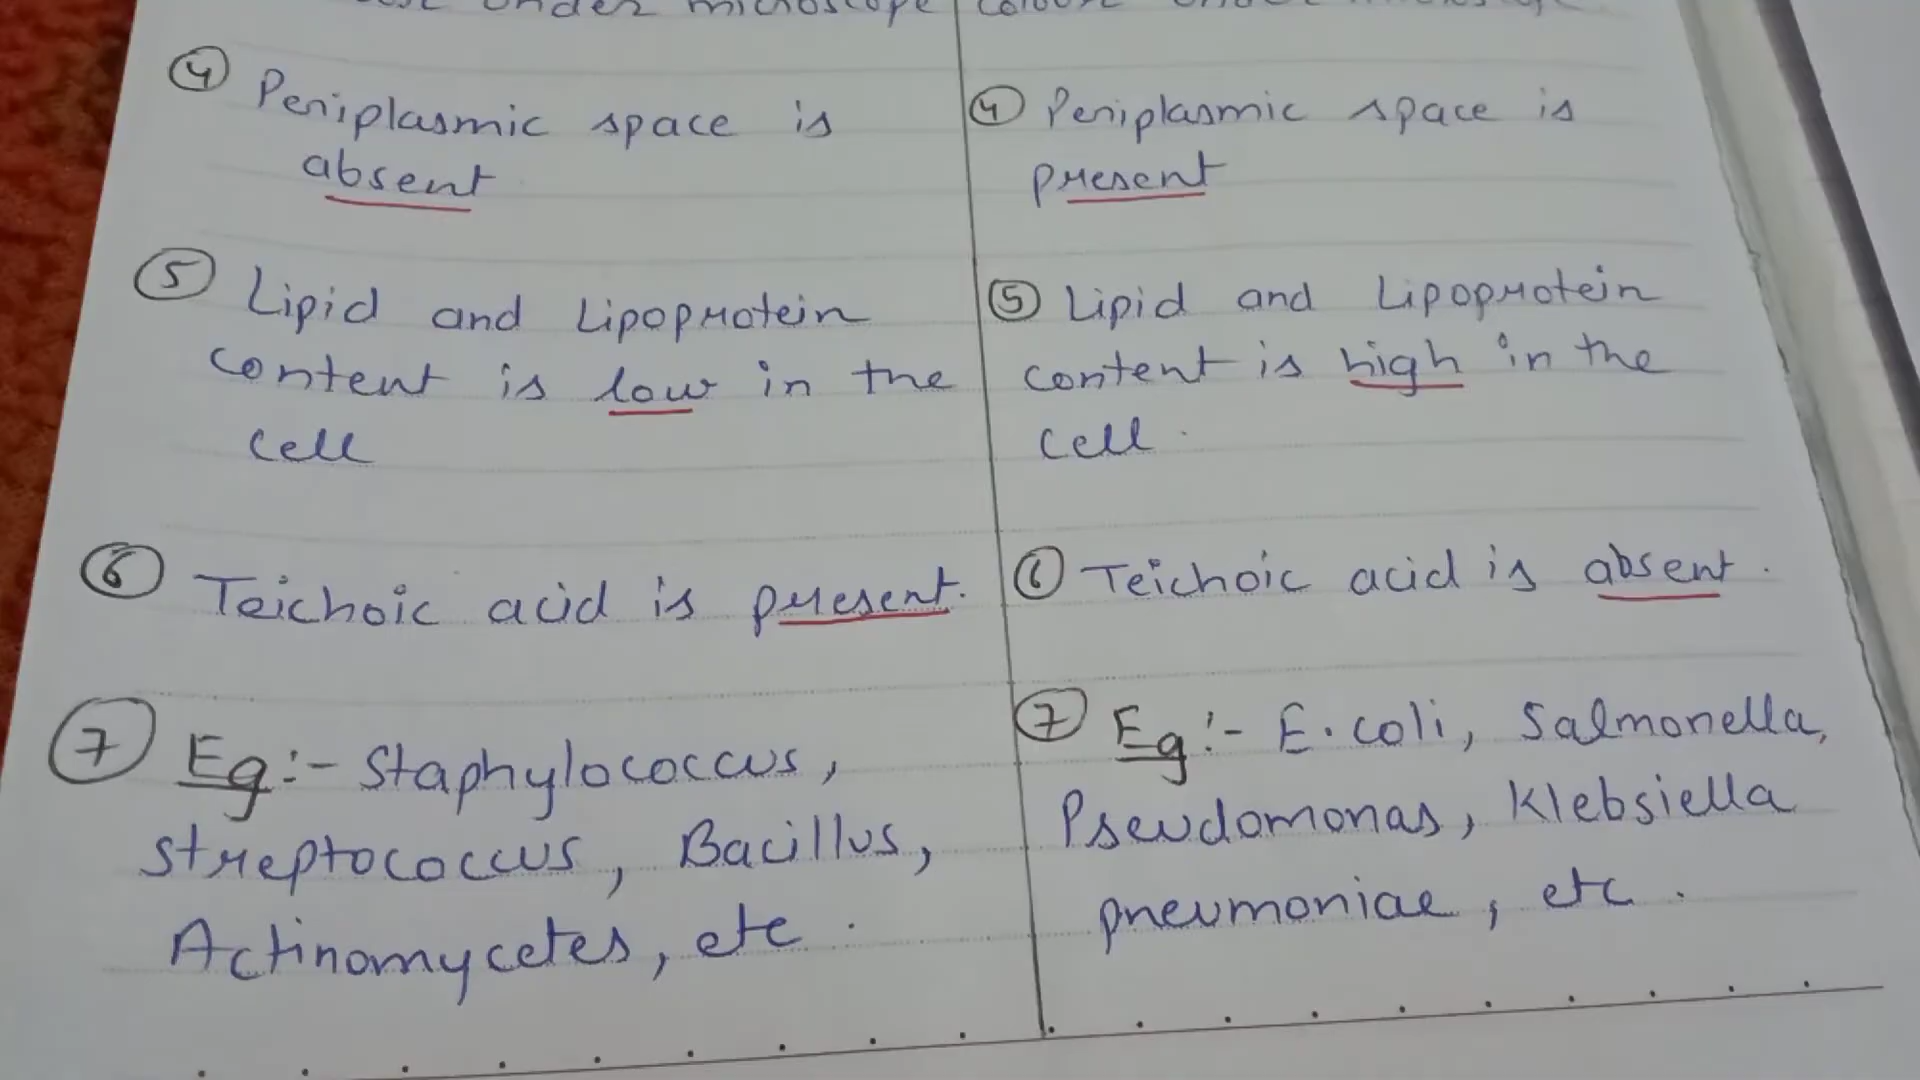 under microscope
④ Periplasmic space is
absent
⑤ Lipid and Lipoprotein
content is low in the
cell
⑥ Teichoic acid is present.
⑦ Eg:- Staphylococcus,
streptococcus, Bacillus,
Actinomycetes, etc.
④ Periplasmic space is
present
⑤ Lipid and Lipoprotein
content is high in the
cell.
⑥ Teichoic acid is absent.
⑦ Eg:- E.coli, Salmonella,
Pseudomonas, Klebsiella
pneumoniae, etc.